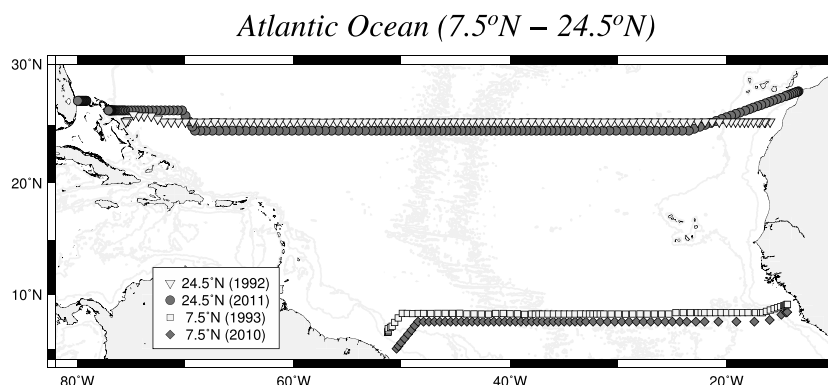 Atlantic Ocean (7.5°N – 24.5°N)
30˚N
20˚N
10˚N
24.5˚N (1992)
24.5˚N (2011)
7.5˚N (1993)
7.5˚N (2010)
80˚W 60˚W 40˚W 20˚W